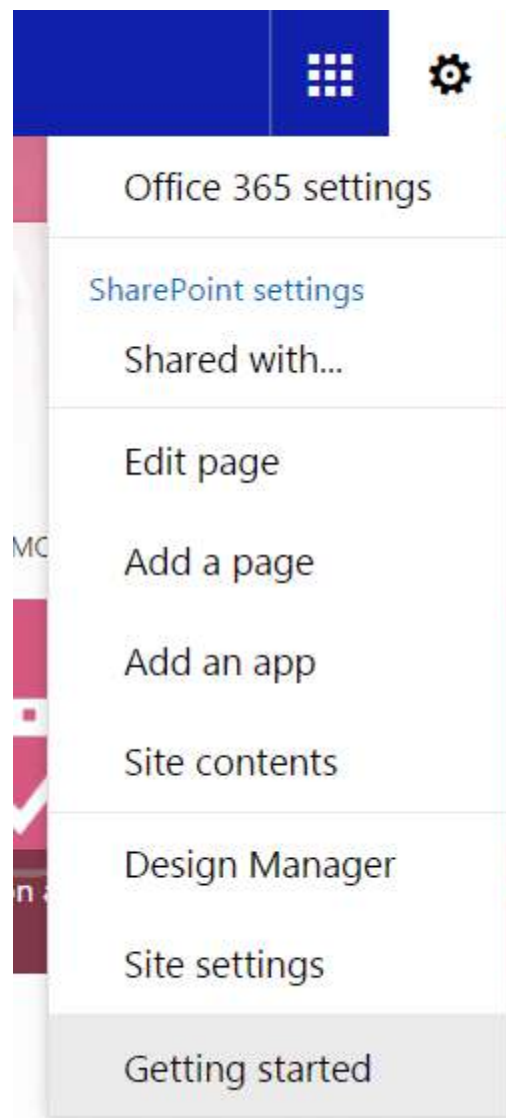 Office 365 settings
SharePoint settings
Shared with...
Edit page
MO
Add a page
Add an app
Site contents
Design Manager
n a
Site settings
Getting started